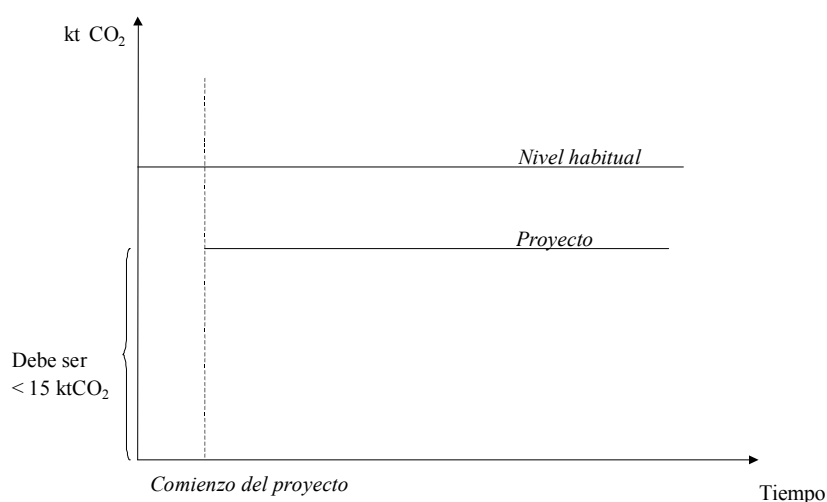 kt CO₂
Nivel habitual
Proyecto
Debe ser
< 15 ktCO₂
Comienzo del proyecto
Tiempo